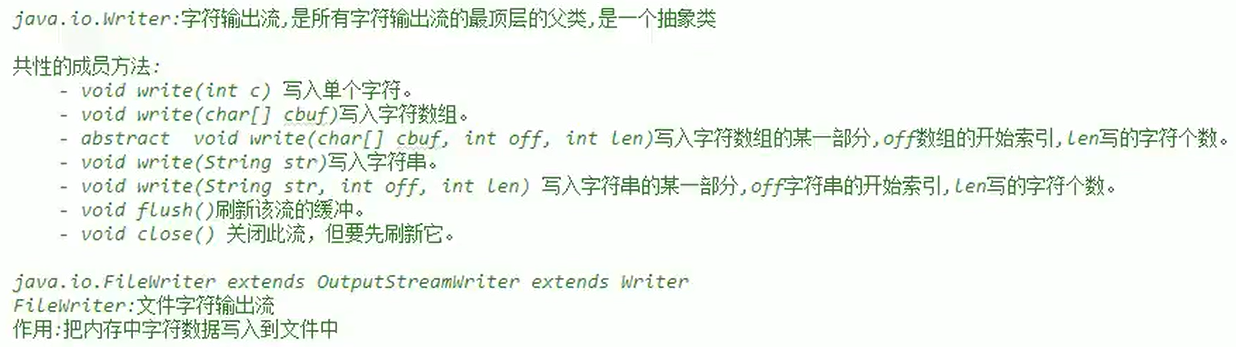 java.io.Writer:字符输出流,是所有字符输出流的最顶层的父类,是一个抽象类
共性的成员方法:
- void write(int c) 写入单个字符。
- void write(char[] cbuf)写入字符数组。
- abstract  void write(char[] cbuf, int off, int len)写入字符数组的某一部分,off数组的开始索引,len写的字符个数。
- void write(String str)写入字符串。
- void write(String str, int off, int len) 写入字符串的某一部分,off字符串的开始索引,len写的字符个数。
- void flush()刷新该流的缓冲。
- void close() 关闭此流，但要先刷新它。
java.io.FileWriter extends OutputStreamWriter extends Writer
FileWriter:文件字符输出流
作用:把内存中字符数据写入到文件中